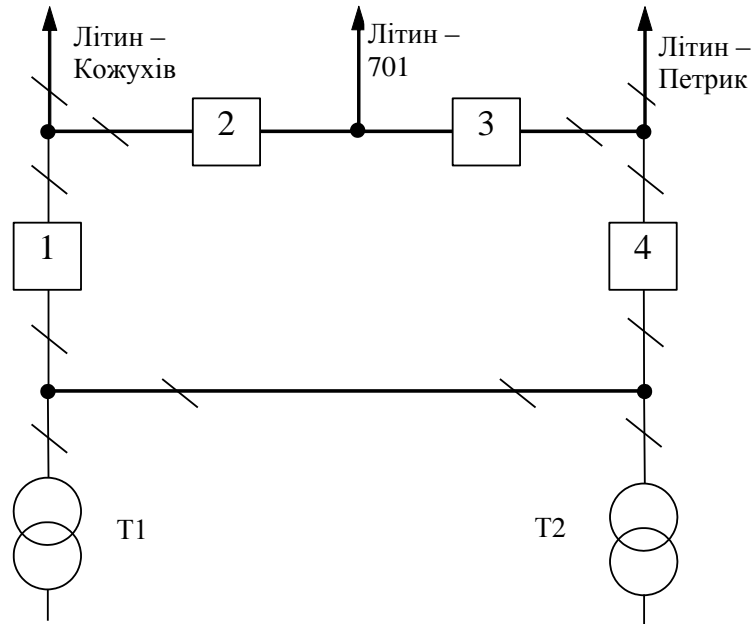 Літин –
Кожухів
Літин –
701
Літин –
Петрик
2
3
1
4
Т1
Т2